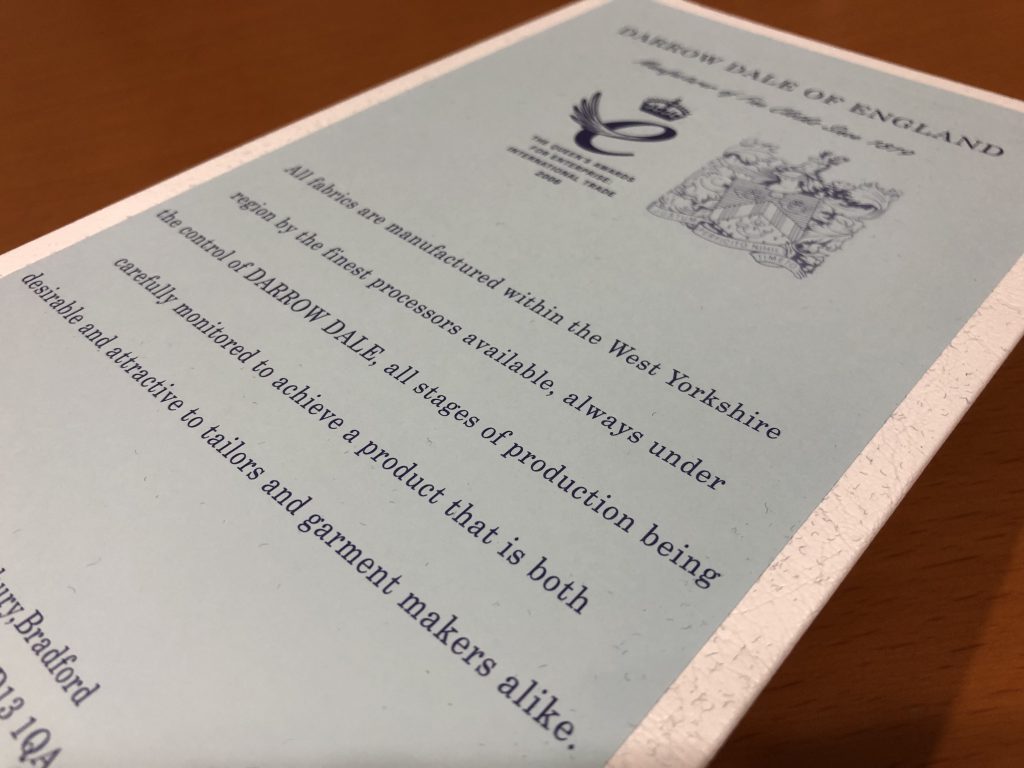 DARROW DALE OF ENGLAND
of
THE QUEEN'S AWARDS
FOR ENTERPRISE:
INTERNATIONAL TRADE
2006
All fabrics are manufactured within the West Yorkshire
region by the finest processors available, always under
the control of DARROW DALE, all stages of production being
carefully monitored to achieve a product that is both
desirable and attractive to tailors and garment makers alike.
Bradford
1QA